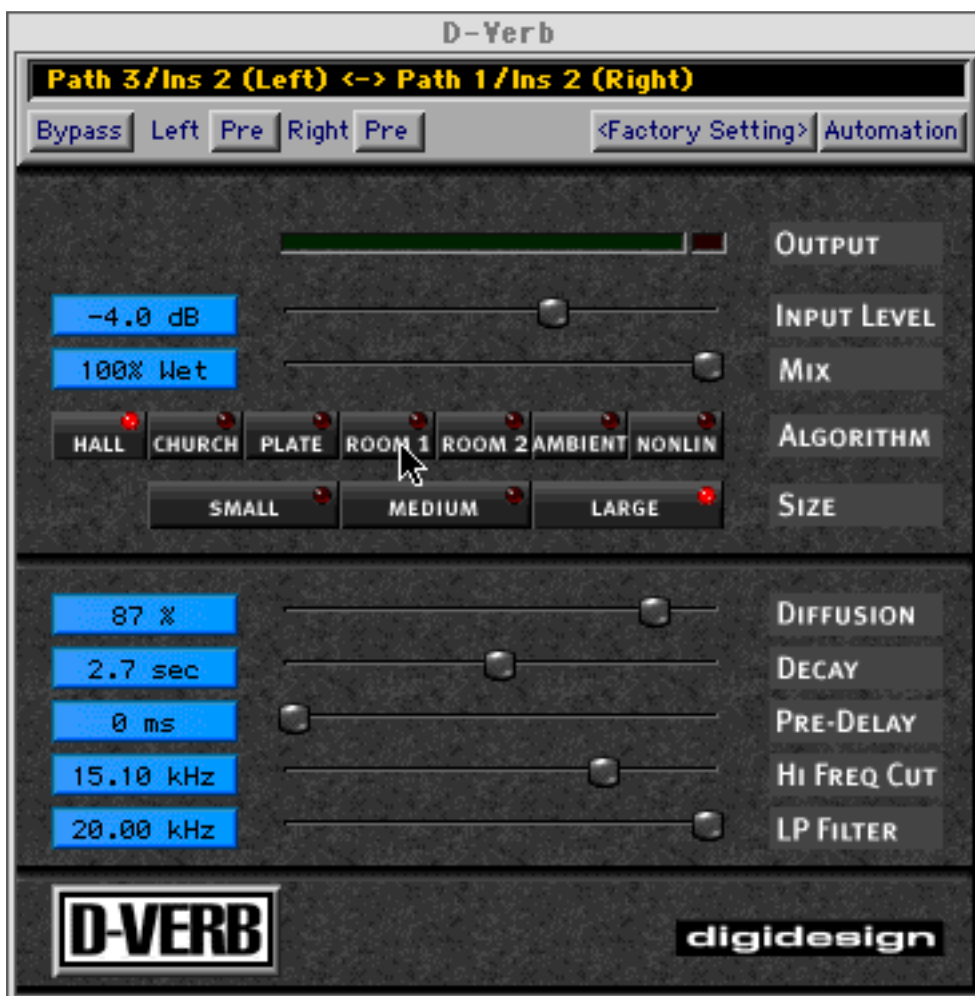 D-Verb
Path 3/Ins 2 (Left) <-> Path 1/Ins 2 (Right)
Bypass Left Pre Right Pre <Factory Setting> Automation
OUTPUT
-4.0 dB INPUT LEVEL
100% Wet MIX
HALL CHURCH PLATE ROOM 1 ROOM 2 AMBIENT NONLIN ALGORITHM
SMALL MEDIUM LARGE SIZE
87 % DIFFUSION
2.7 sec DECAY
0 ms PRE-DELAY
15.10 kHz HI FREQ CUT
20.00 kHz LP FILTER
D-VERB digidesign